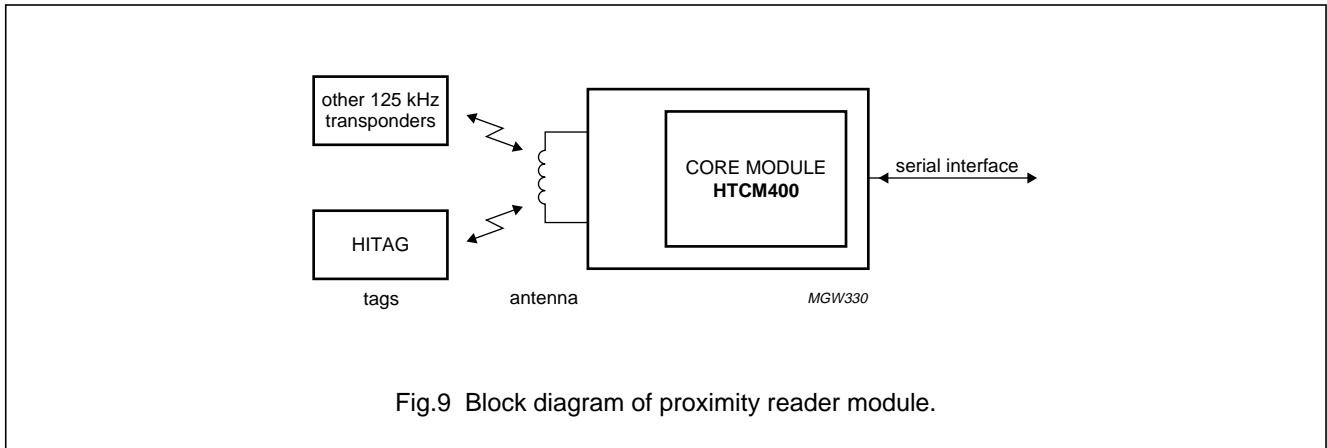 other 125 kHz
transponders
HITAG
tags
antenna
CORE MODULE
HTCM400
serial interface
MGW330
Fig.9 Block diagram of proximity reader module.